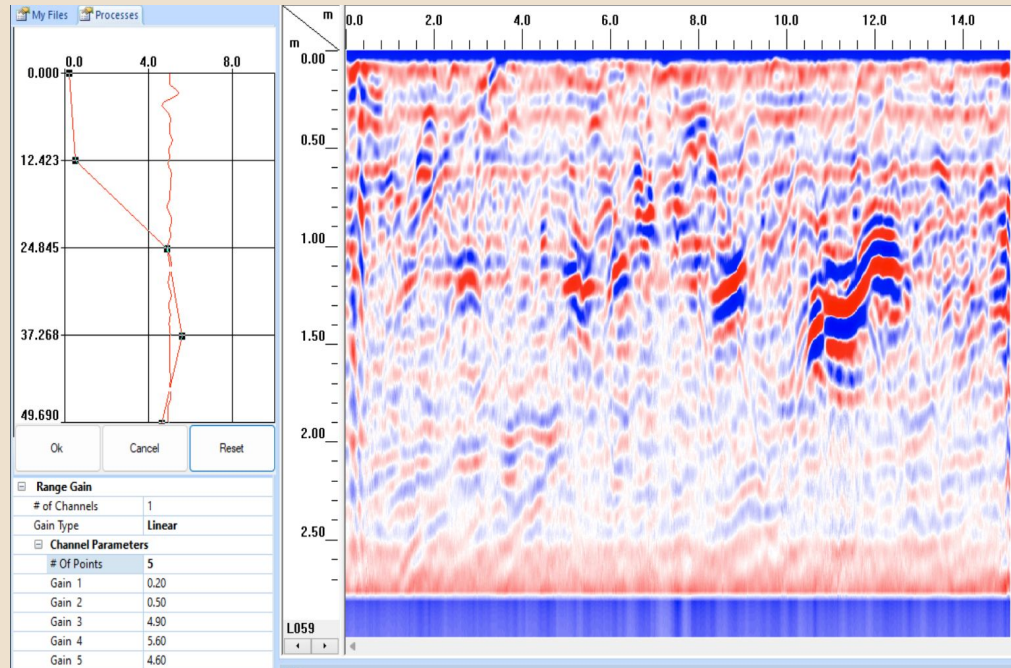 My Files Processes
0.0 4.0 8.0
0.000
12.423
24.845
37.268
49.690
Ok Cancel Reset
Range Gain
# of Channels 1
Gain Type Linear
Channel Parameters
# Of Points 5
Gain 1 0.20
Gain 2 0.50
Gain 3 4.90
Gain 4 5.60
Gain 5 4.60
m
m
0.0 2.0 4.0 6.0 8.0 10.0 12.0 14.0
0.00
0.50
1.00
1.50
2.00
2.50
L059